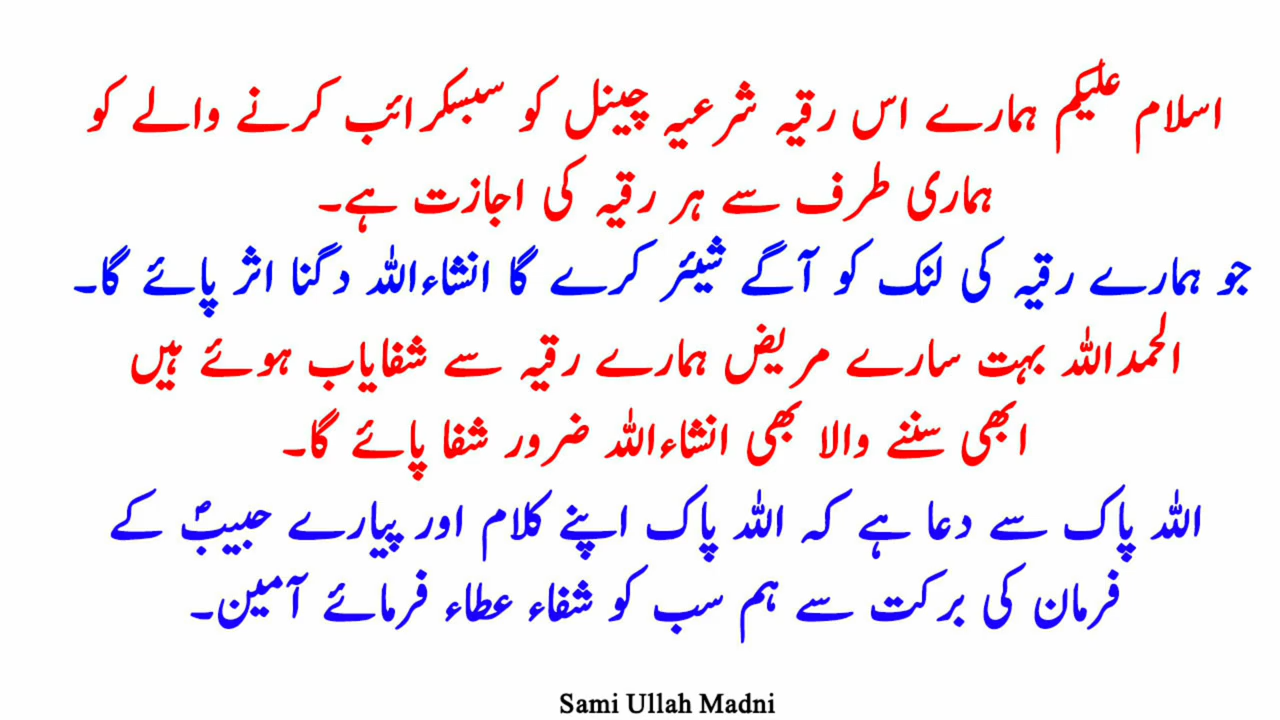 اسلام علیکم ہمارے اس رقیہ شرعیہ چینل کو سبسکرائب کرنے والے کو
ہماری طرف سے ہر رقیہ کی اجازت ہے۔
جو ہمارے رقیہ کی لنک کو آگے شیئر کرے گا انشاءاللہ دگنا اثر پائے گا۔
الحمداللہ بہت سارے مریض ہمارے رقیہ سے شفایاب ہوئے ہیں
ابھی سننے والا بھی انشاءاللہ ضرور شفا پائے گا۔
اللہ پاک سے دعا ہے کہ اللہ پاک اپنے کلام اور پیارے حبیبؐ کے
فرمان کی برکت سے ہم سب کو شفاء عطاء فرمائے آمین۔
Sami Ullah Madni